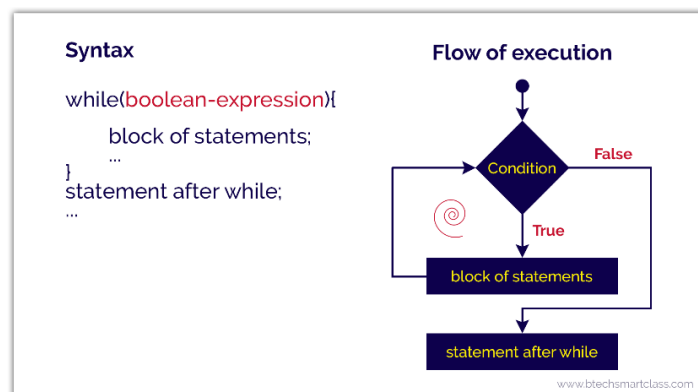 Syntax
while(boolean-expression){
block of statements;
...
}
statement after while;
...
Flow of execution
Condition
False
True
block of statements
statement after while
www.btechsmartclass.com